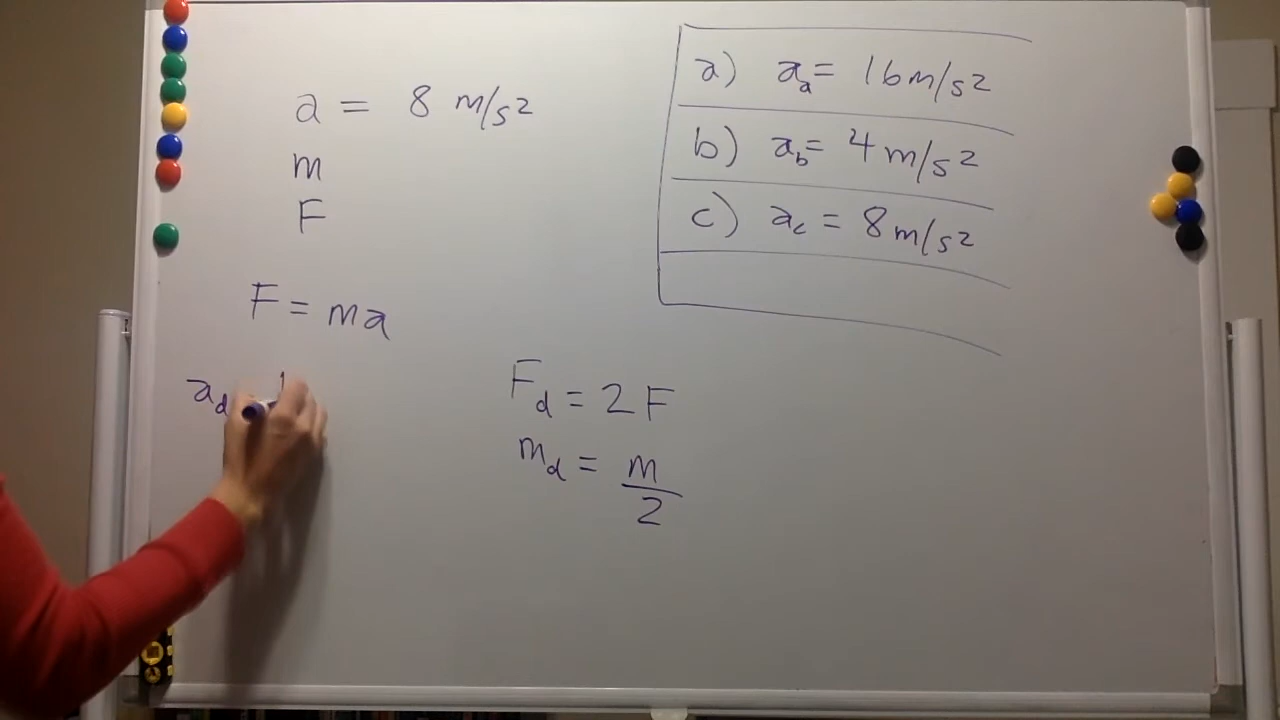 a = 8 m/s²
m
F
F = ma
a_d
a) a_a = 16 m/s²
b) a_b = 4 m/s²
c) a_c = 8 m/s²
F_d = 2F
m_d = m/2